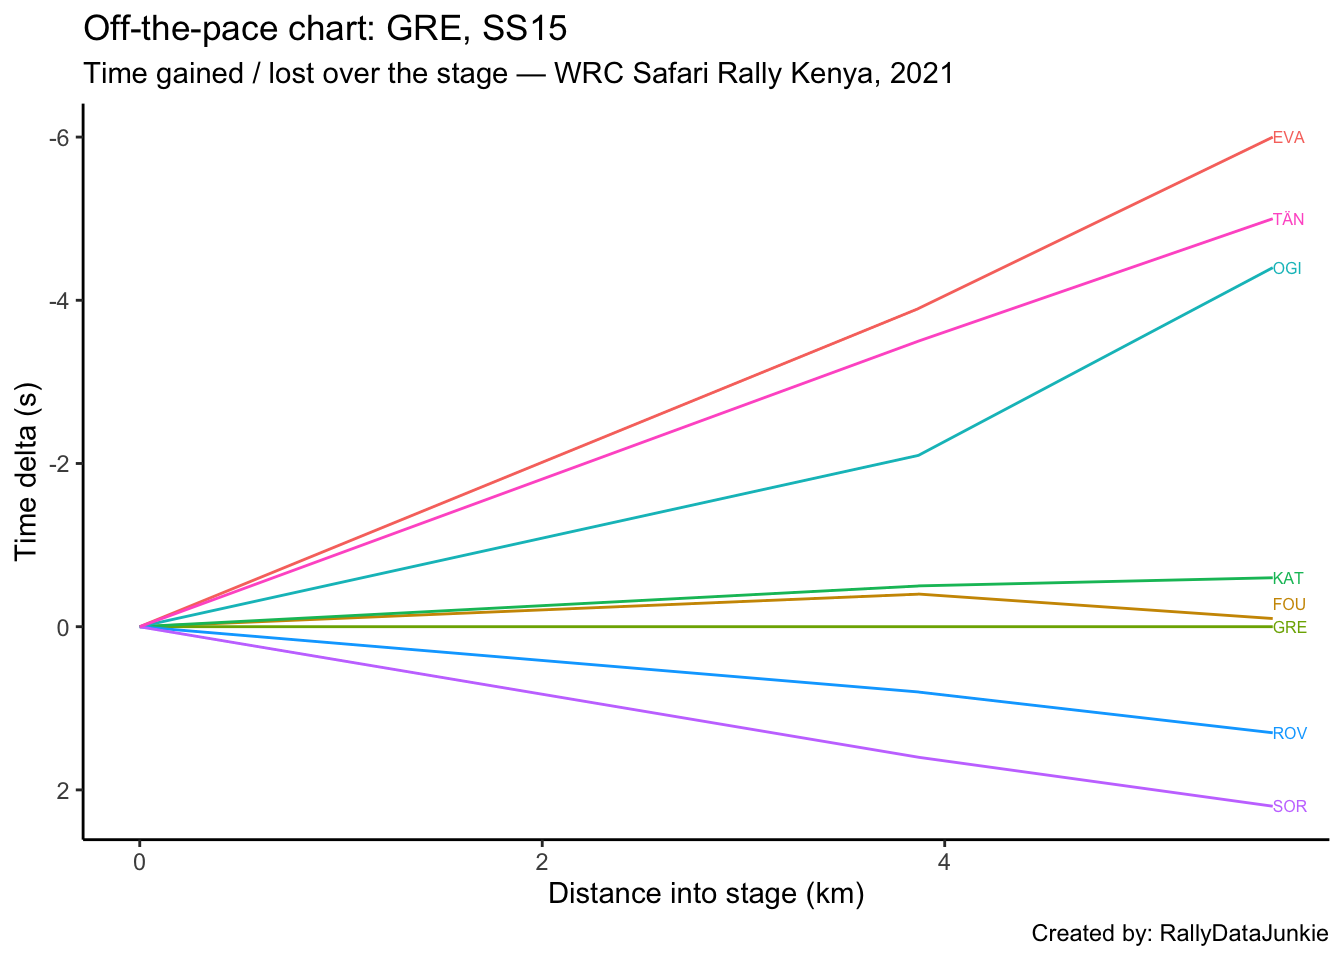 Off-the-pace chart: GRE, SS15
Time gained / lost over the stage — WRC Safari Rally Kenya, 2021
Time delta (s)
-6
-4
-2
0
2
EVA
TÄN
OGI
KAT
FOU
GRE
ROV
SOR
0 2 4
Distance into stage (km)
Created by: RallyDataJunkie